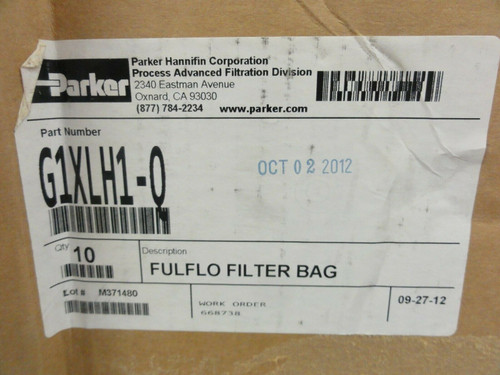 Parker
Parker Hannifin Corporation
Process Advanced Filtration Division
2340 Eastman Avenue
Oxnard, CA 93030
(877) 784-2234 www.parker.com
Part Number
G1XLH1-Q
OCT 02 2012
Qty 10
Description
FULFLO FILTER BAG
Lot# M371480
WORK ORDER
668738
09-27-12